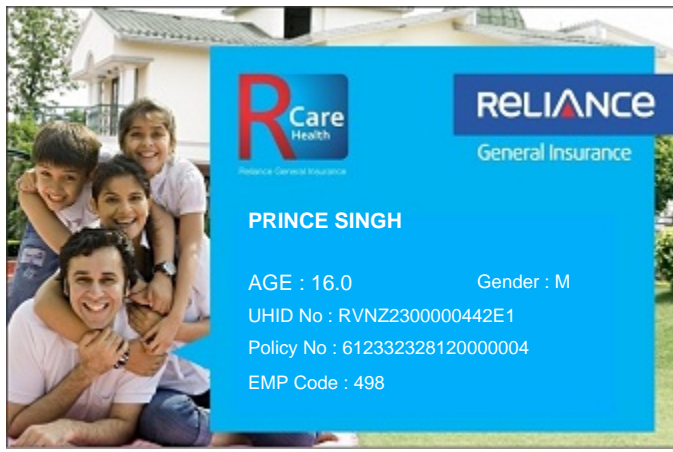 R Care
Health
Reliance General Insurance
RELIANCE
General Insurance
PRINCE SINGH
AGE : 16.0 Gender : M
UHID No : RVNZ2300000442E1
Policy No : 612332328120000004
EMP Code : 498